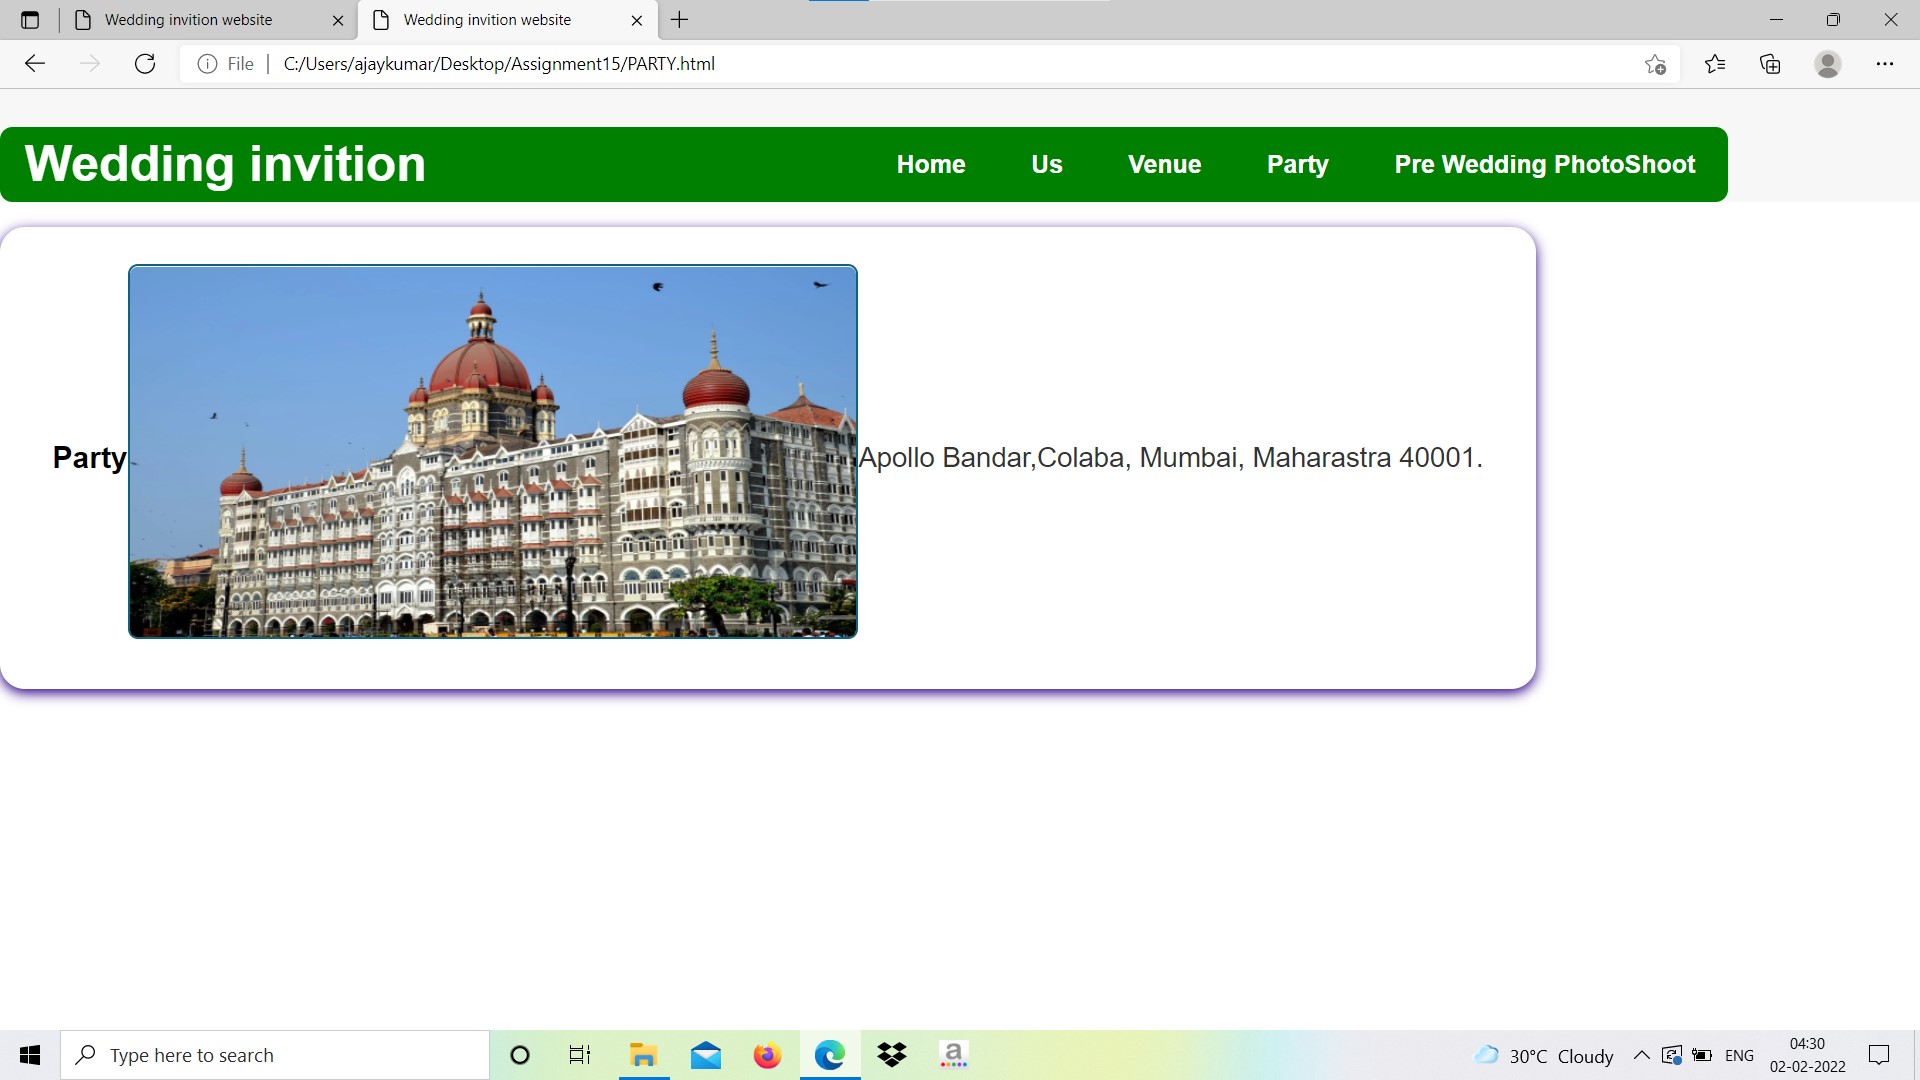 Wedding invition website
Wedding invition website
File
C:/Users/ajaykumar/Desktop/Assignment15/PARTY.html
Wedding invition
Home Us Venue Party Pre Wedding PhotoShoot
Party
Apollo Bandar,Colaba, Mumbai, Maharastra 40001.
Type here to search
a
30°C Cloudy
ENG
04:30
02-02-2022